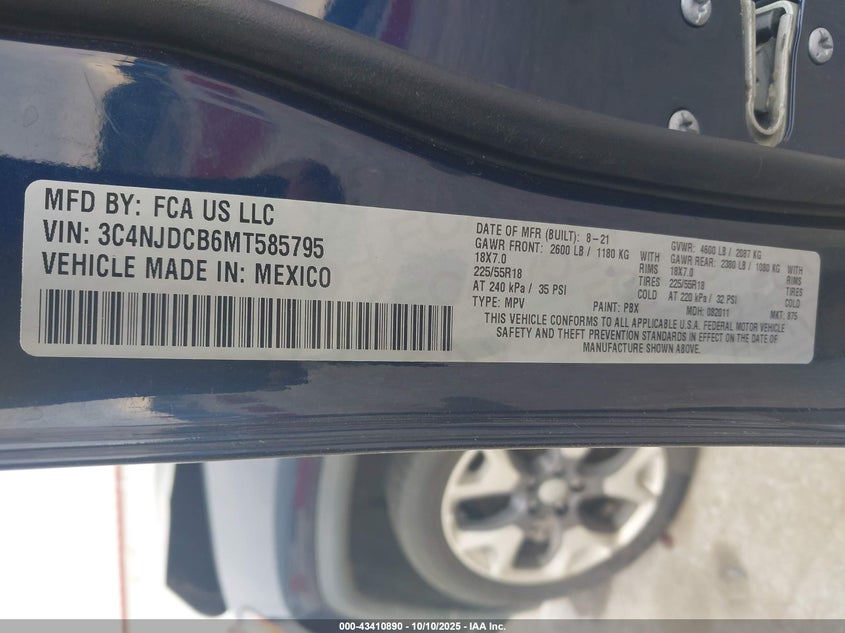 MFD BY: FCA US LLC
VIN: 3C4NJDCB6MT585795
VEHICLE MADE IN: MEXICO
DATE OF MFR (BUILT): 8-21
GAWR FRONT: 2600 LB / 1180 KG WITH
18X7.0 RIMS
225/55R18 TIRES
AT 240 kPa / 35 PSI COLD
GVWR: 4600 LB / 2087 KG
GAWR REAR: 2380 LB / 1080 KG WITH
18X7.0 RIMS
225/55R18 TIRES
AT 220 kPa / 32 PSI COLD
TYPE: MPV PAINT: PBX MDH: 082011 MKT: 875
THIS VEHICLE CONFORMS TO ALL APPLICABLE U.S.A. FEDERAL MOTOR VEHICLE
SAFETY AND THEFT PREVENTION STANDARDS IN EFFECT ON THE DATE OF
MANUFACTURE SHOWN ABOVE.
000-43410890 - 10/10/2025 - IAA Inc.